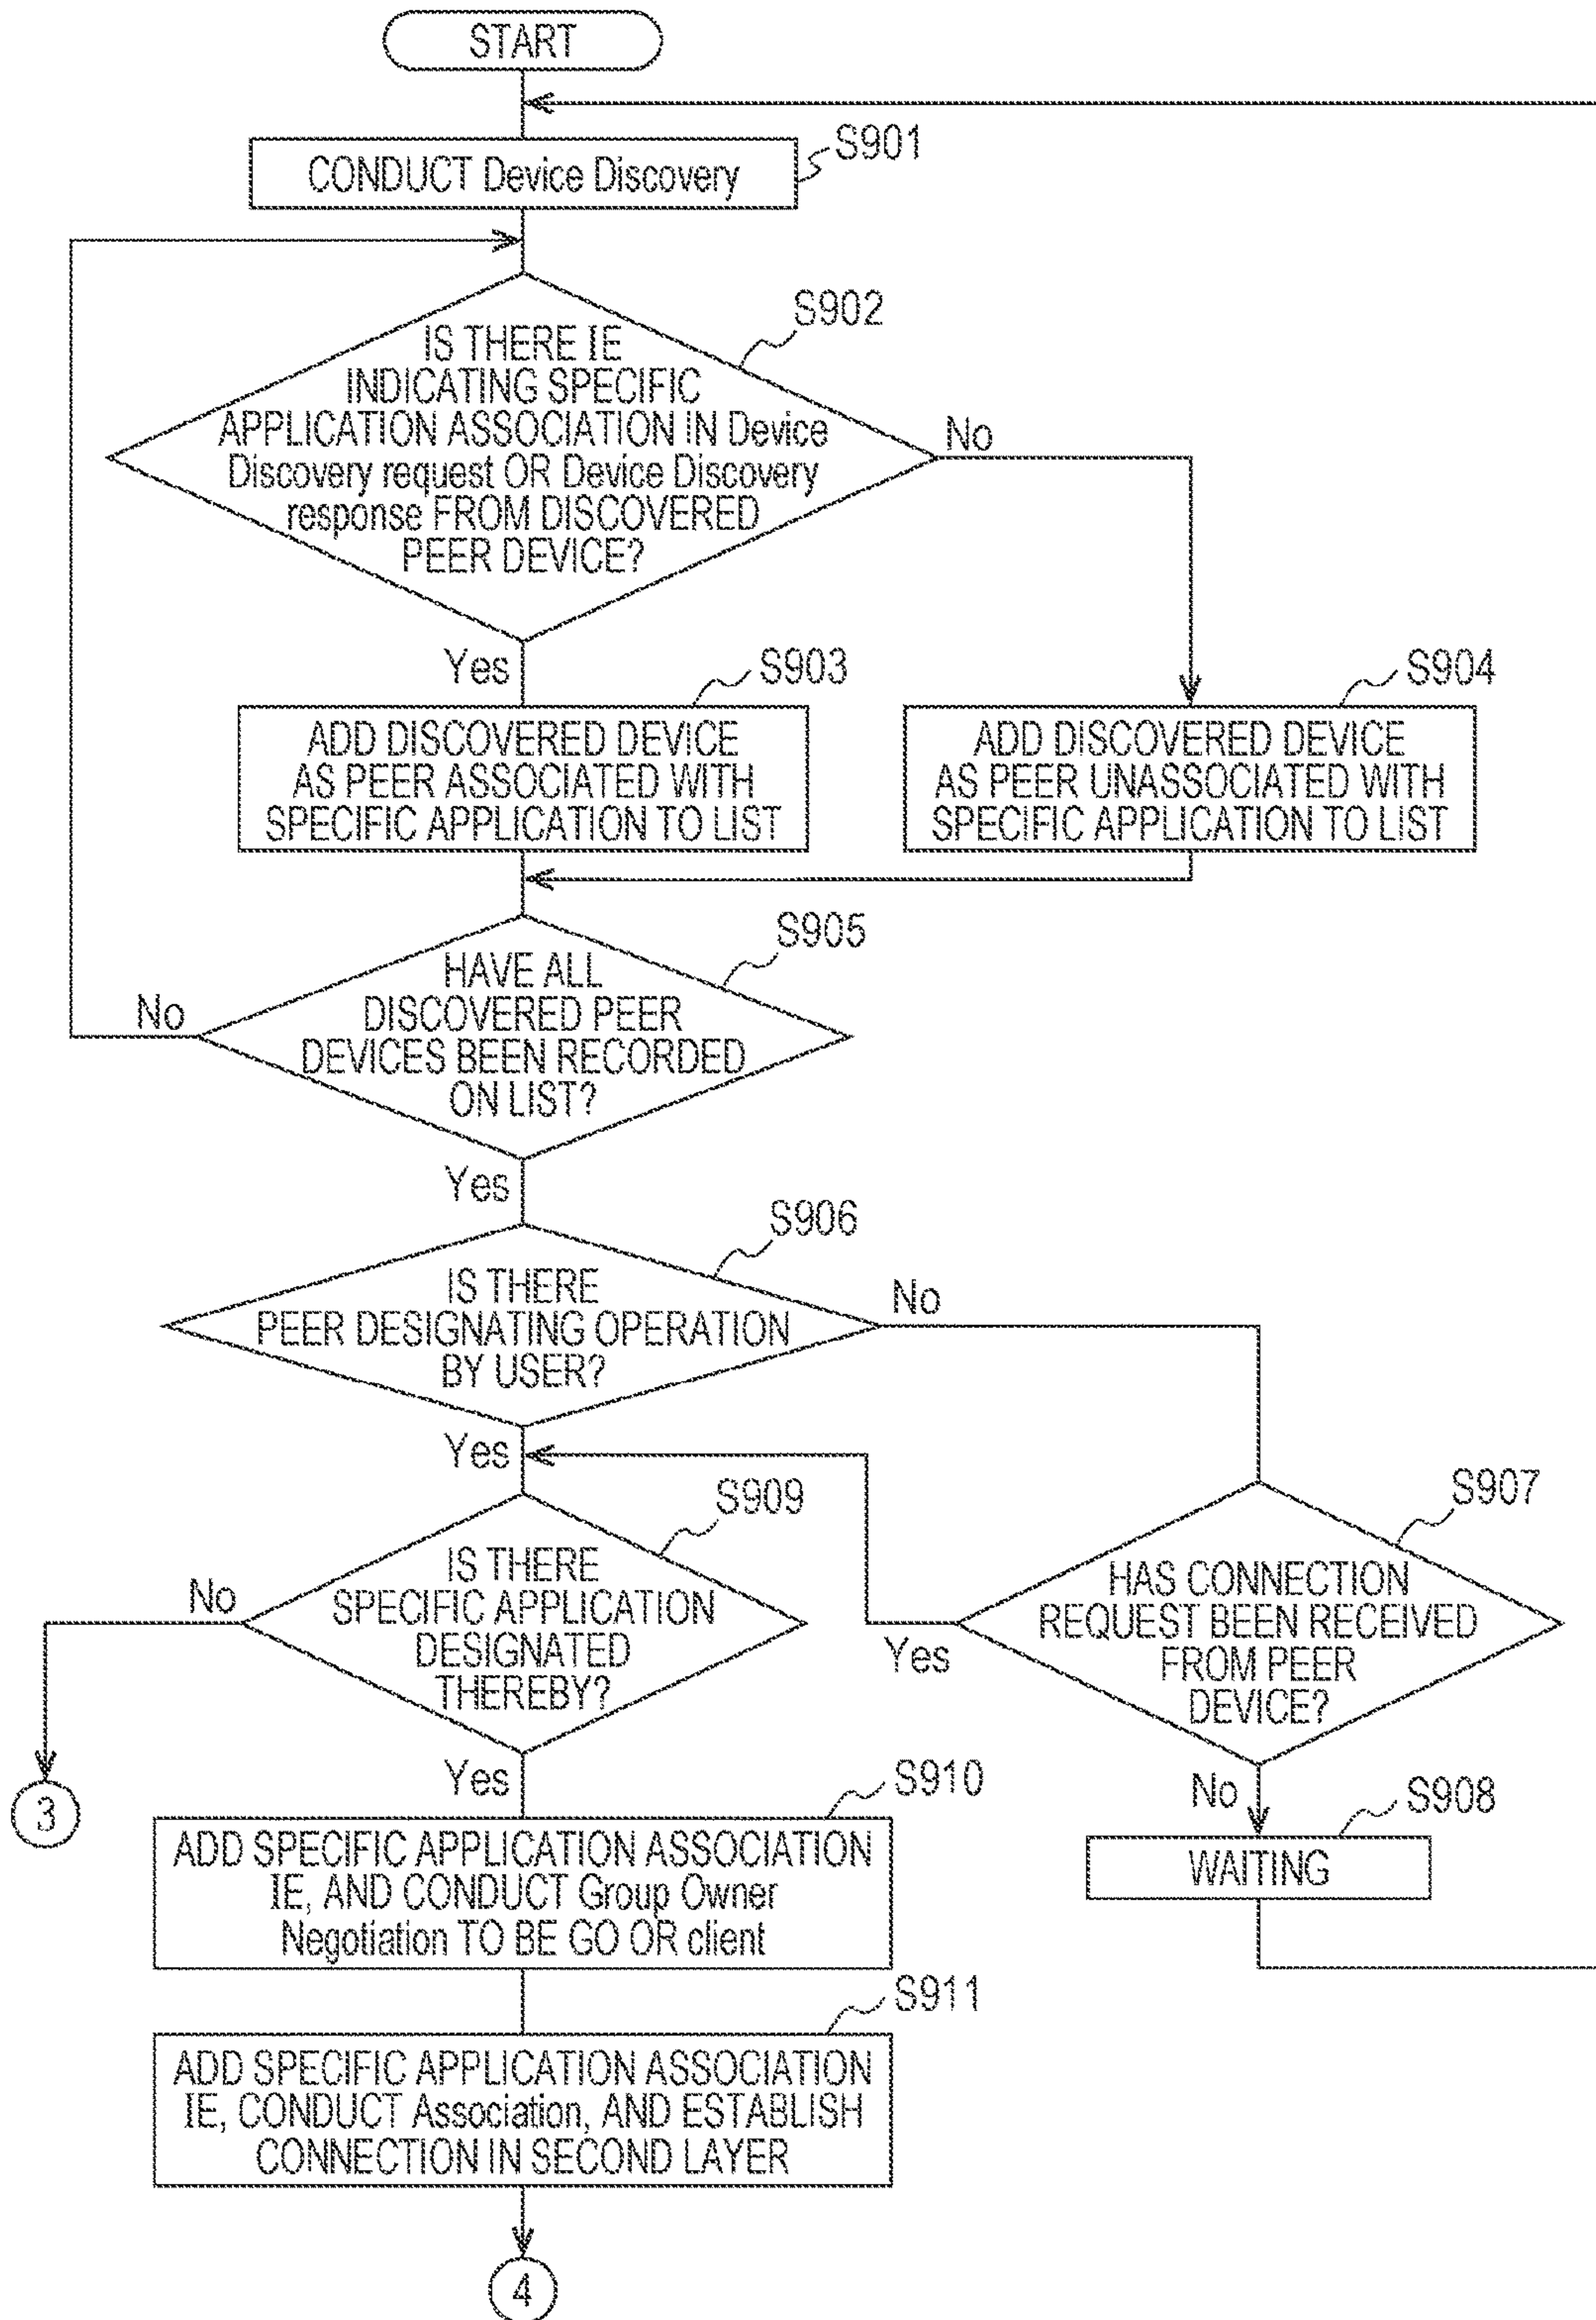 START
S901
CONDUCT Device Discovery
S902
IS THERE IE
INDICATING SPECIFIC
APPLICATION ASSOCIATION IN Device
Discovery request OR Device Discovery
response FROM DISCOVERED
PEER DEVICE?
No
Yes
S903
ADD DISCOVERED DEVICE
AS PEER ASSOCIATED WITH
SPECIFIC APPLICATION TO LIST
S904
ADD DISCOVERED DEVICE
AS PEER UNASSOCIATED WITH
SPECIFIC APPLICATION TO LIST
S905
HAVE ALL
DISCOVERED PEER
DEVICES BEEN RECORDED
ON LIST?
No
Yes
S906
IS THERE
PEER DESIGNATING OPERATION
BY USER?
No
Yes
S907
HAS CONNECTION
REQUEST BEEN RECEIVED
FROM PEER
DEVICE?
Yes
No
S908
WAITING
S909
IS THERE
SPECIFIC APPLICATION
DESIGNATED
THEREBY?
No
3
Yes
S910
ADD SPECIFIC APPLICATION ASSOCIATION
IE, AND CONDUCT Group Owner
Negotiation TO BE GO OR client
S911
ADD SPECIFIC APPLICATION ASSOCIATION
IE, CONDUCT Association, AND ESTABLISH
CONNECTION IN SECOND LAYER
4